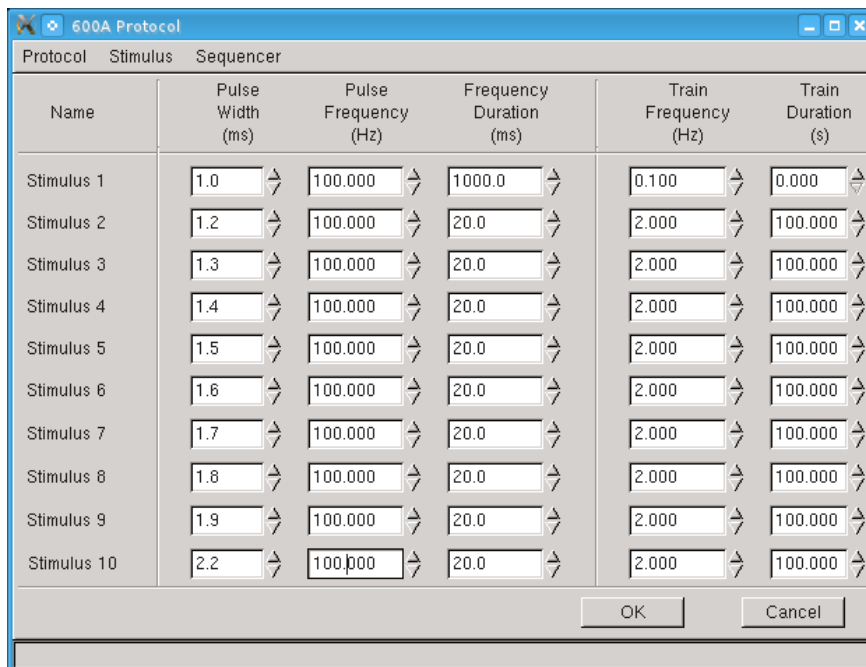 600A Protocol
Protocol Stimulus Sequencer
Name
Pulse Width (ms)
Pulse Frequency (Hz)
Frequency Duration (ms)
Train Frequency (Hz)
Train Duration (s)
Stimulus 1 1.0 100.000 1000.0 0.100 0.000
Stimulus 2 1.2 100.000 20.0 2.000 100.000
Stimulus 3 1.3 100.000 20.0 2.000 100.000
Stimulus 4 1.4 100.000 20.0 2.000 100.000
Stimulus 5 1.5 100.000 20.0 2.000 100.000
Stimulus 6 1.6 100.000 20.0 2.000 100.000
Stimulus 7 1.7 100.000 20.0 2.000 100.000
Stimulus 8 1.8 100.000 20.0 2.000 100.000
Stimulus 9 1.9 100.000 20.0 2.000 100.000
Stimulus 10 2.2 100.000 20.0 2.000 100.000
OK Cancel